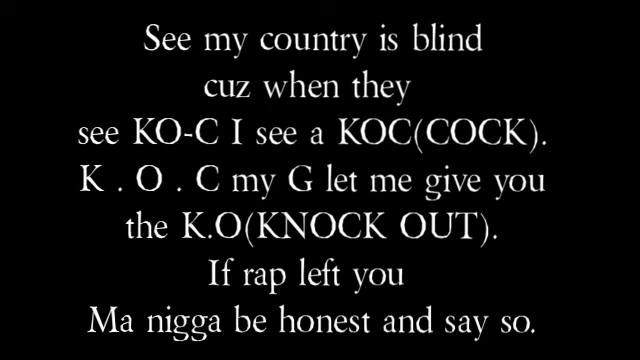 See my country is blind
cuz when they
see KO-C I see a KOC(COCK).
K . O . C my G let me give you
the K.O(KNOCK OUT).
If rap left you
Ma nigga be honest and say so.